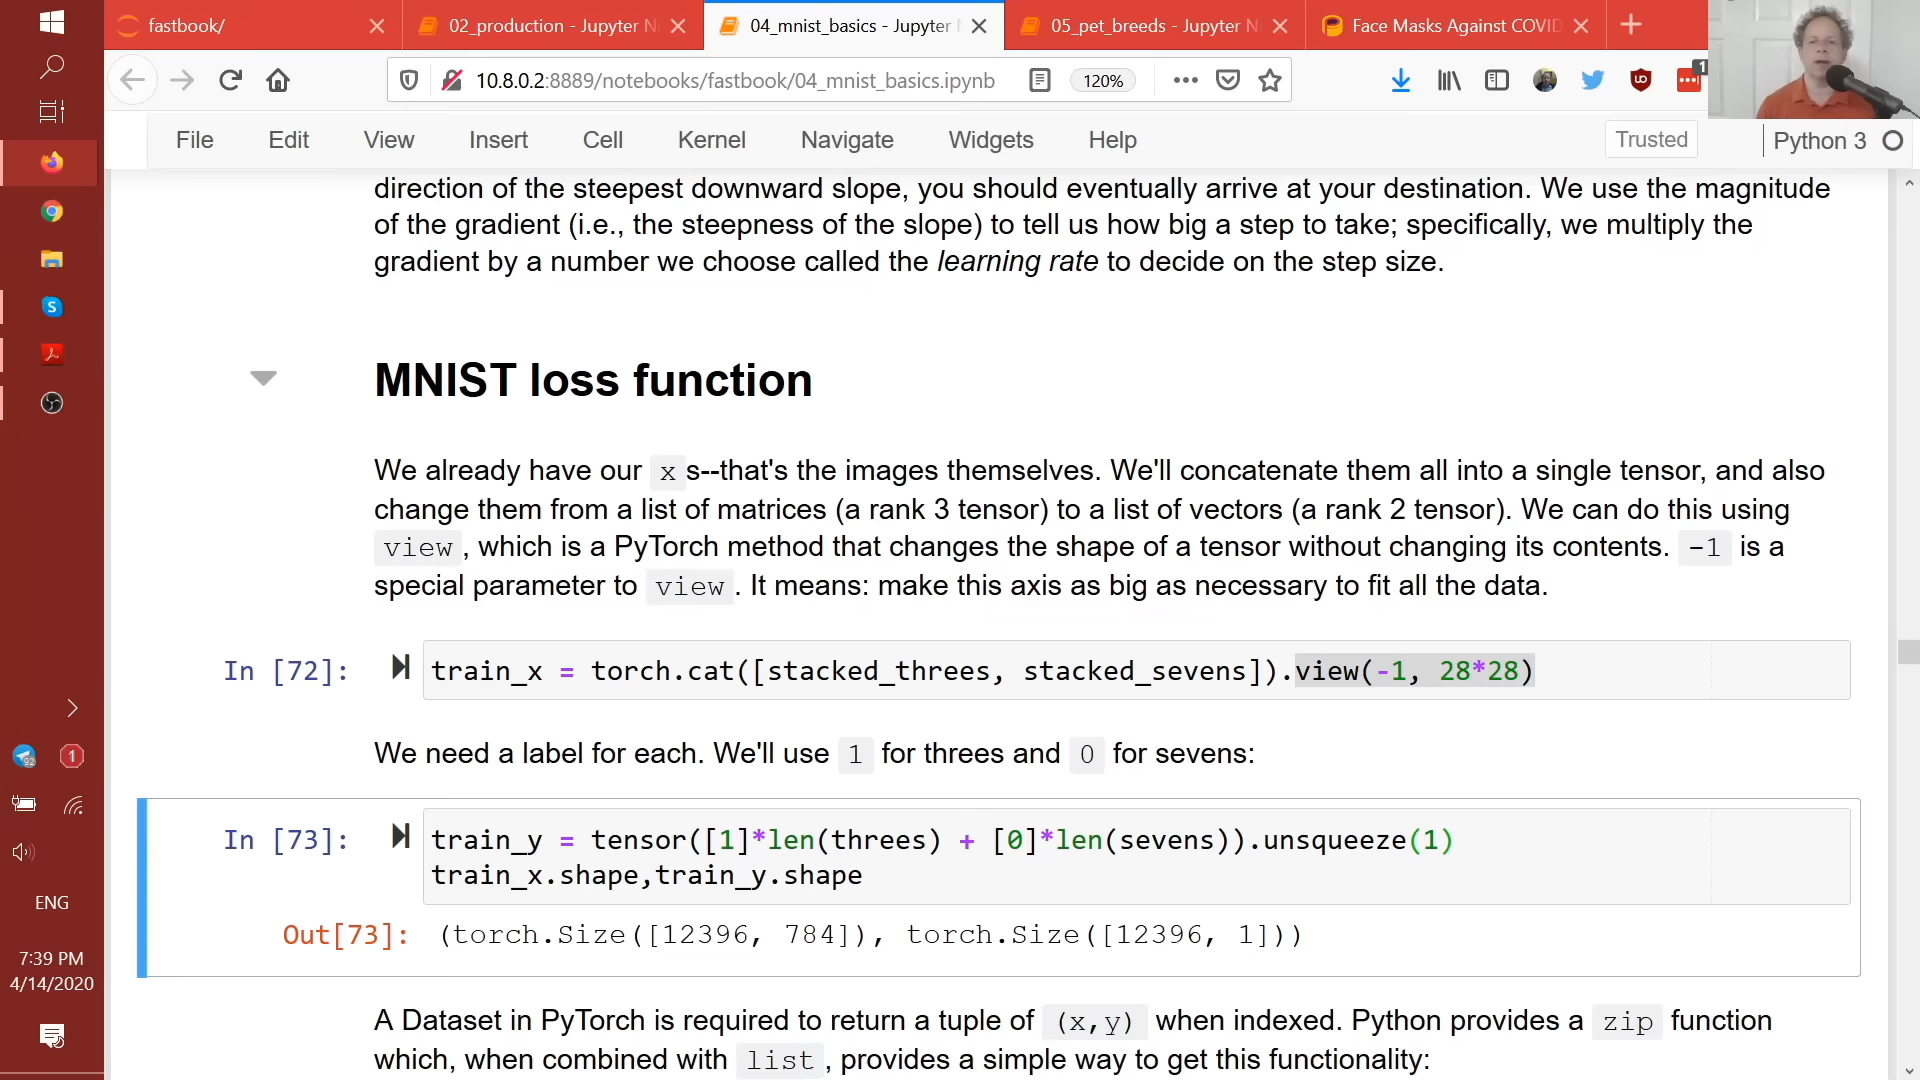 fastbook/
02_production - Jupyter N
04_mnist_basics - Jupyter N
05_pet_breeds - Jupyter N
Face Masks Against COVID
10.8.0.2:8889/notebooks/fastbook/04_mnist_basics.ipynb
120%
1
File Edit View Insert Cell Kernel Navigate Widgets Help
Trusted
Python 3
direction of the steepest downward slope, you should eventually arrive at your destination. We use the magnitude
of the gradient (i.e., the steepness of the slope) to tell us how big a step to take; specifically, we multiply the
gradient by a number we choose called the learning rate to decide on the step size.
MNIST loss function
We already have our x s--that's the images themselves. We'll concatenate them all into a single tensor, and also
change them from a list of matrices (a rank 3 tensor) to a list of vectors (a rank 2 tensor). We can do this using
view , which is a PyTorch method that changes the shape of a tensor without changing its contents. -1 is a
special parameter to view . It means: make this axis as big as necessary to fit all the data.
In [72]: train_x = torch.cat([stacked_threes, stacked_sevens]).view(-1, 28*28)
We need a label for each. We'll use 1 for threes and 0 for sevens:
In [73]: train_y = tensor([1]*len(threes) + [0]*len(sevens)).unsqueeze(1)
train_x.shape,train_y.shape
Out[73]: (torch.Size([12396, 784]), torch.Size([12396, 1]))
A Dataset in PyTorch is required to return a tuple of (x,y) when indexed. Python provides a zip function
which, when combined with list , provides a simple way to get this functionality:
92
1
ENG
7:39 PM
4/14/2020